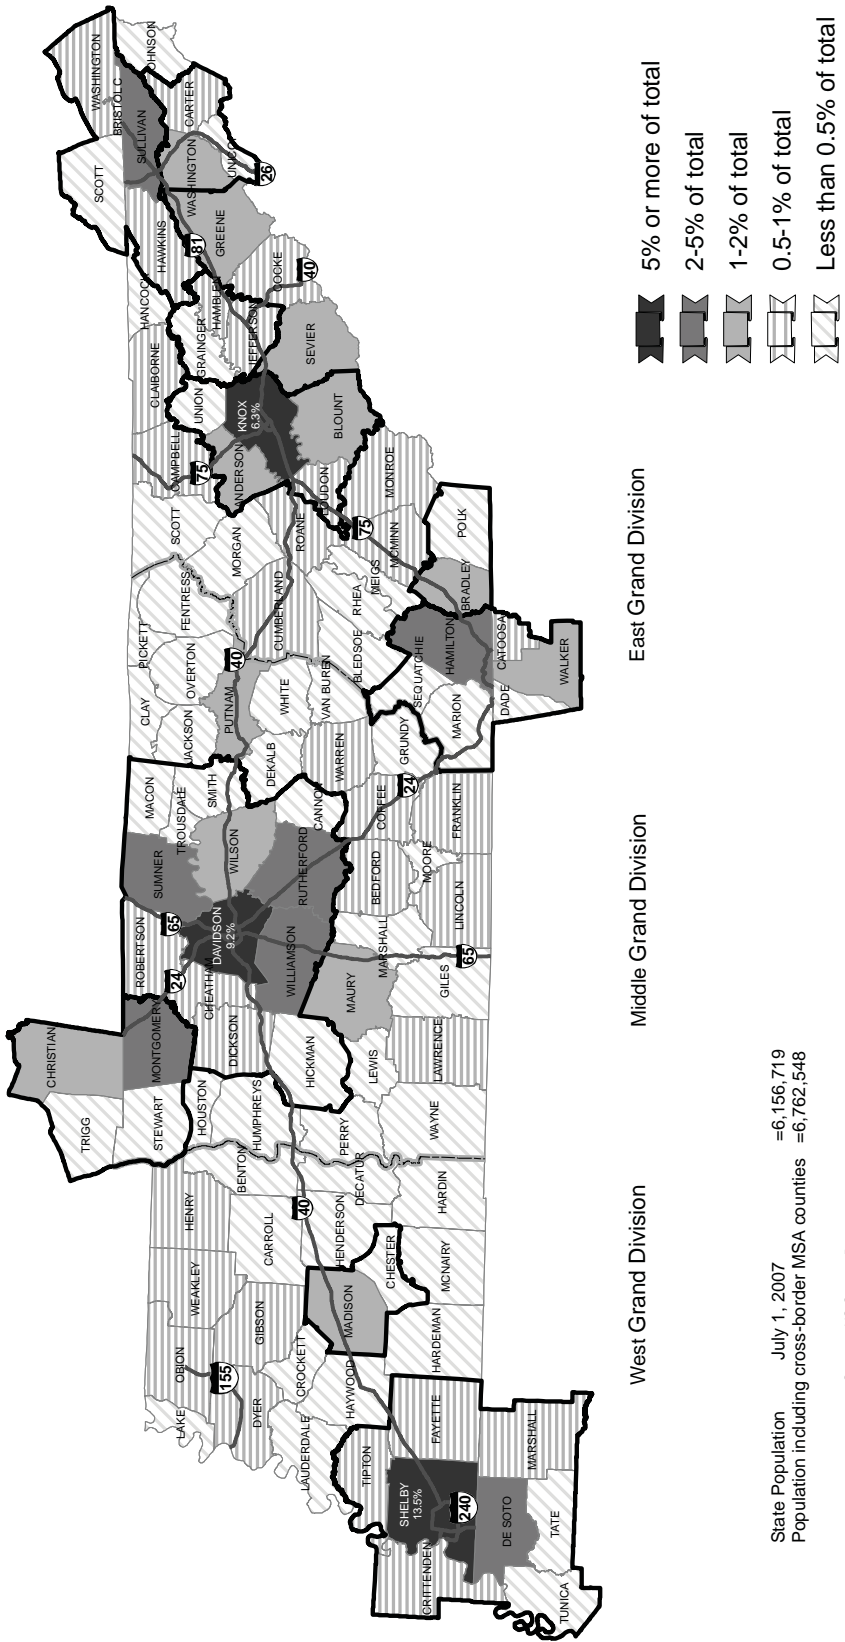 WASHINGTON
BRISTOL C
JOHNSON
SULLIVAN
CARTER
SCOTT
WASHINGTON
UNICOI
26
HAWKINS
81
GREENE
HANCOCK
HAMBLEN
COCKE
40
GRAINGER
JEFFERSON
CLAIBORNE
SEVIER
UNION
KNOX
6.3%
BLOUNT
CAMPBELL
75
ANDERSON
LOUDON
MONROE
SCOTT
ROANE
75
MCMINN
POLK
MORGAN
MEIGS
BRADLEY
FENTRESS
CUMBERLAND
RHEA
PICKETT
BLEDSOE
HAMILTON
CATOOSA
40
OVERTON
SEQUATCHIE
WALKER
CLAY
PUTNAM
WHITE
VAN BUREN
DADE
JACKSON
MARION
GRUNDY
DEKALB
WARREN
MACON
SMITH
24
TROUSDALE
CANNON
COFFEE
FRANKLIN
SUMNER
WILSON
RUTHERFORD
BEDFORD
MOORE
LINCOLN
65
DAVIDSON
9.2%
MARSHALL
65
ROBERTSON
24
CHEATHAM
WILLIAMSON
MAURY
GILES
CHRISTIAN
MONTGOMERY
DICKSON
HICKMAN
LEWIS
LAWRENCE
TRIGG
STEWART
HOUSTON
HUMPHREYS
PERRY
WAYNE
BENTON
DECATUR
HENRY
40
HARDIN
CARROLL
HENDERSON
WEAKLEY
CHESTER
MCNAIRY
GIBSON
MADISON
OBION
155
CROCKETT
HARDEMAN
LAKE
DYER
HAYWOOD
LAUDERDALE
FAYETTE
TIPTON
MARSHALL
SHELBY
13.5%
240
DE SOTO
TATE
CRITTENDEN
TUNICA
West Grand Division
Middle Grand Division
East Grand Division
5% or more of total
2-5% of total
1-2% of total
0.5-1% of total
Less than 0.5% of total
State Population July 1, 2007 =6,156,719
Population including cross-border MSA counties =6,762,548